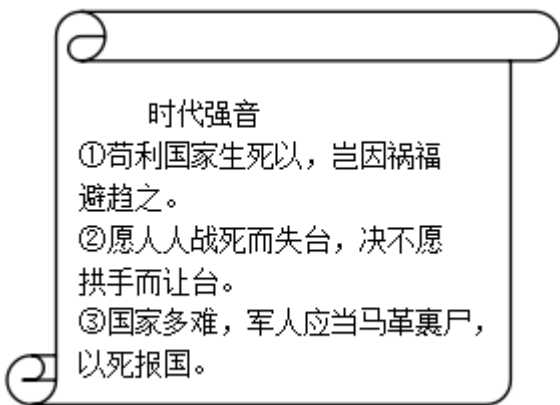 时代强音
①苟利国家生死以，岂因祸福
避趋之。
②愿人人战死而失台，决不愿
拱手而让台。
③国家多难，军人应当马革裹尸，
以死报国。